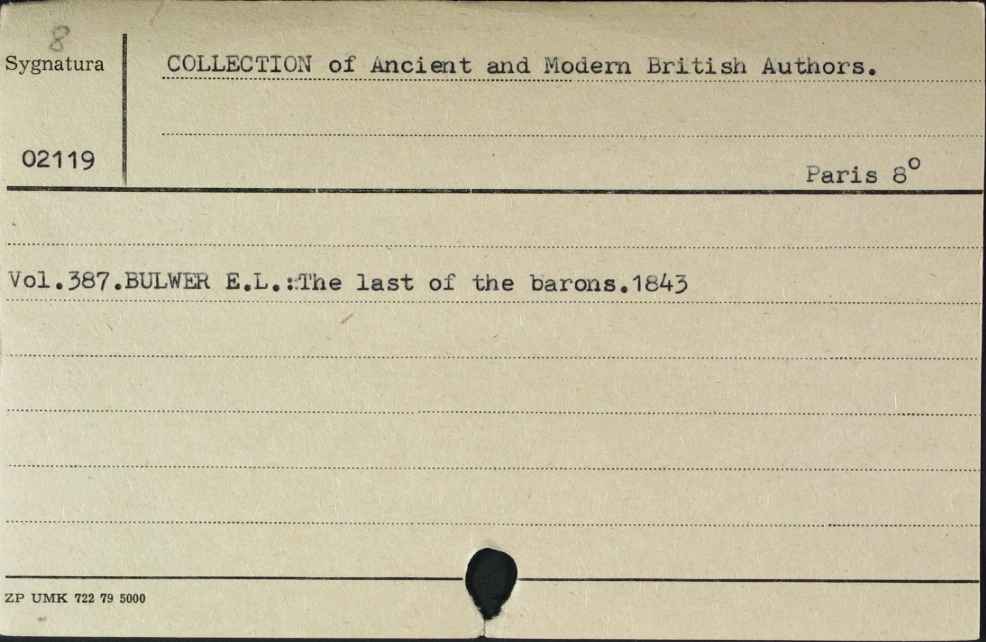 8
Sygnatura
COLLECTION of Ancient and Modern British Authors.
02119
Paris 8°
Vol.387.BULWER E.L.:The last of the barons.1843
ZP UMK 722 79 5000